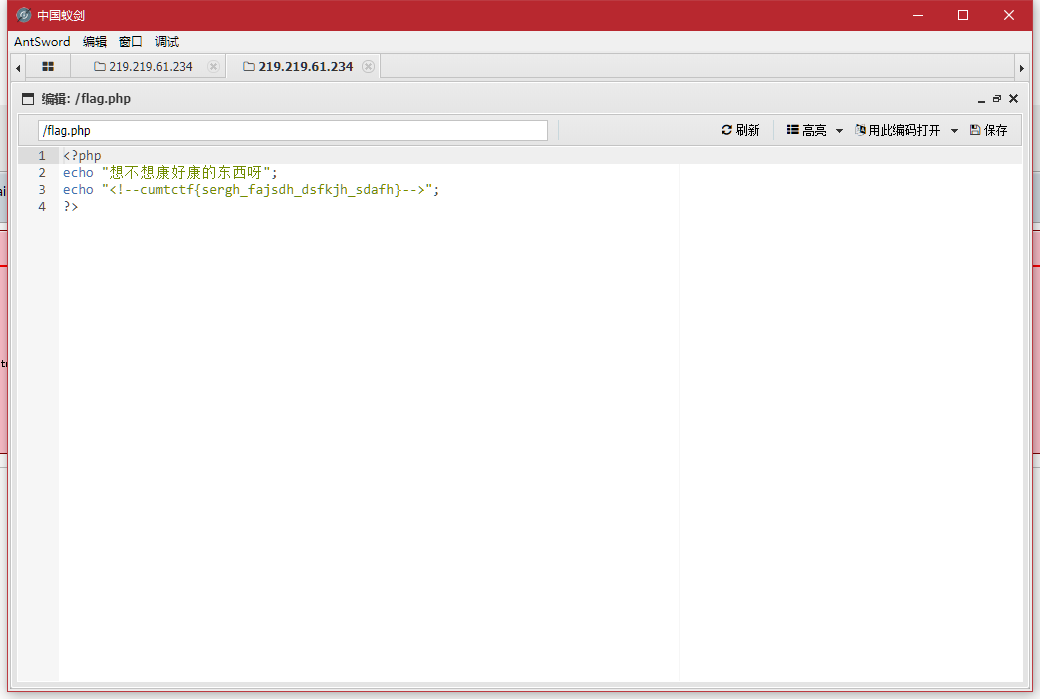 中国蚁剑
AntSword 编辑 窗口 调试
219.219.61.234 219.219.61.234
编辑: /flag.php
/flag.php 刷新 高亮 用此编码打开 保存
1 <?php
2 echo "想不想康好康的东西呀";
3 echo "<!--cumtctf{sergh_fajsdh_dsfkjh_sdafh}-->";
4 ?>